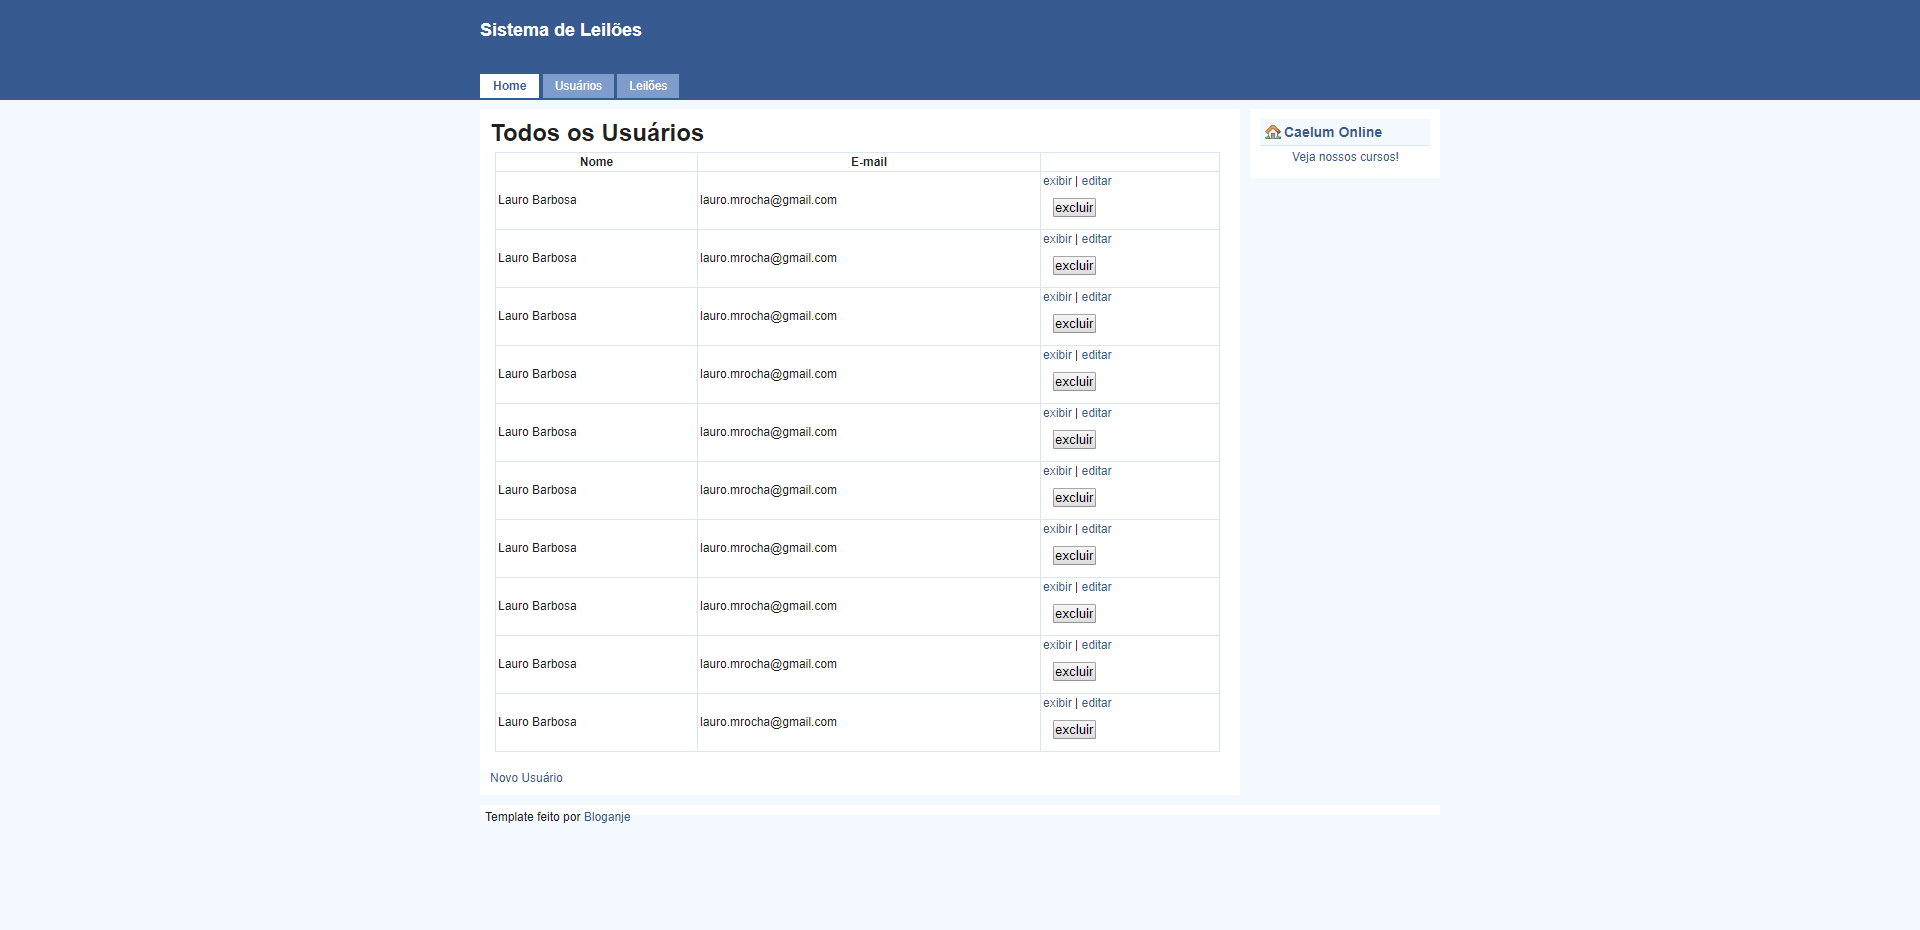 Sistema de Leilões
Home Usuários Leilões
Todos os Usuários
Nome E-mail
exibir | editar
Lauro Barbosa lauro.mrocha@gmail.com
excluir
exibir | editar
Lauro Barbosa lauro.mrocha@gmail.com
excluir
exibir | editar
Lauro Barbosa lauro.mrocha@gmail.com
excluir
exibir | editar
Lauro Barbosa lauro.mrocha@gmail.com
excluir
exibir | editar
Lauro Barbosa lauro.mrocha@gmail.com
excluir
exibir | editar
Lauro Barbosa lauro.mrocha@gmail.com
excluir
exibir | editar
Lauro Barbosa lauro.mrocha@gmail.com
excluir
exibir | editar
Lauro Barbosa lauro.mrocha@gmail.com
excluir
exibir | editar
Lauro Barbosa lauro.mrocha@gmail.com
excluir
exibir | editar
Lauro Barbosa lauro.mrocha@gmail.com
excluir
Novo Usuário
Caelum Online
Veja nossos cursos!
Template feito por Bloganje